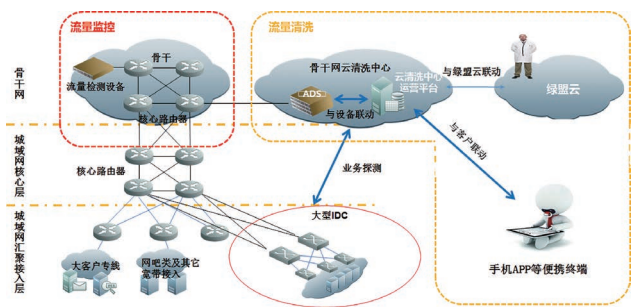 流量监控
流量清洗
骨干
流量检测设备
核心路由器
骨干网云清洗中心
云清洗中心
运营平台
ADS
与设备联动
与绿盟云联动
绿盟云
骨干网
城域网核心层
核心路由器
业务探测
与客户联动
城域网汇聚接入层
大客户专线
网吧类及其它
宽带接入
大型IDC
手机APP等便携终端